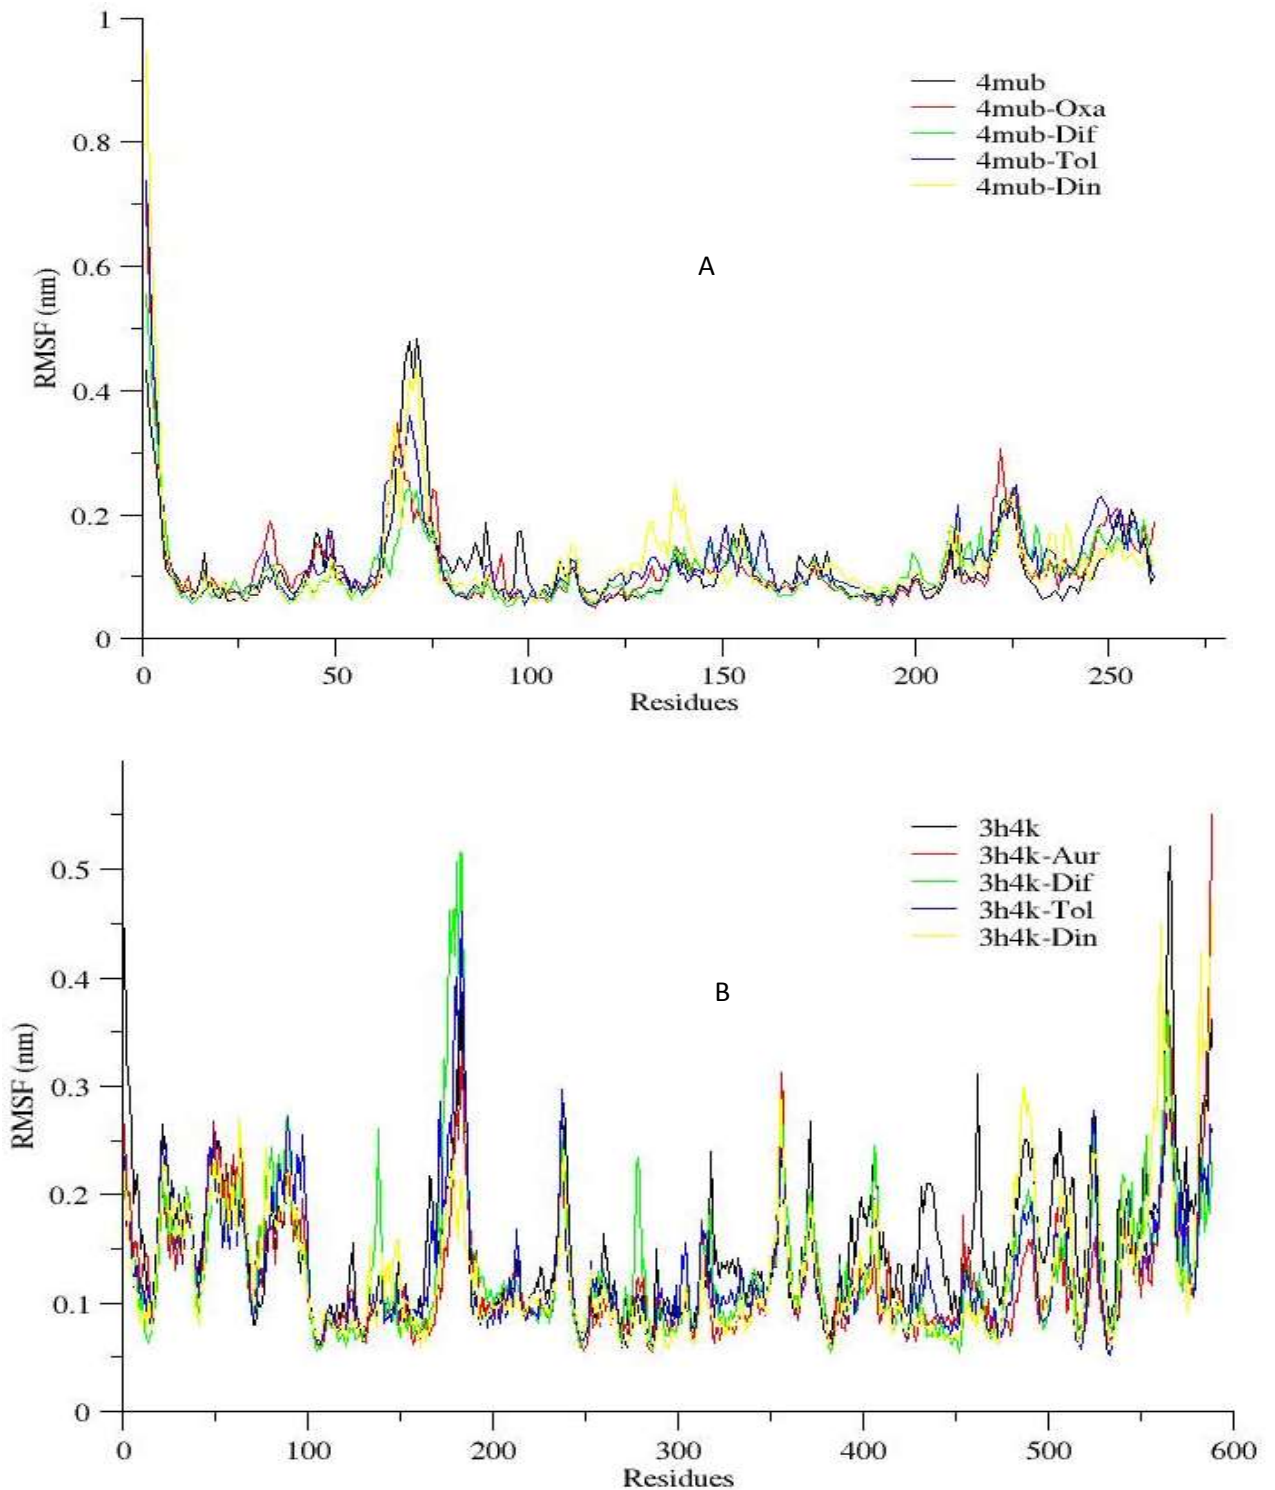 1
4mub
4mub-Oxa
4mub-Dif
4mub-Tol
4mub-Din
0.8
0.6
A
RMSF (nm)
0.4
0.2
0
0 50 100 150 200 250
Residues
3h4k
3h4k-Aur
3h4k-Dif
3h4k-Tol
3h4k-Din
0.5
0.4
B
RMSF (nm)
0.3
0.2
0.1
0
0 100 200 300 400 500 600
Residues